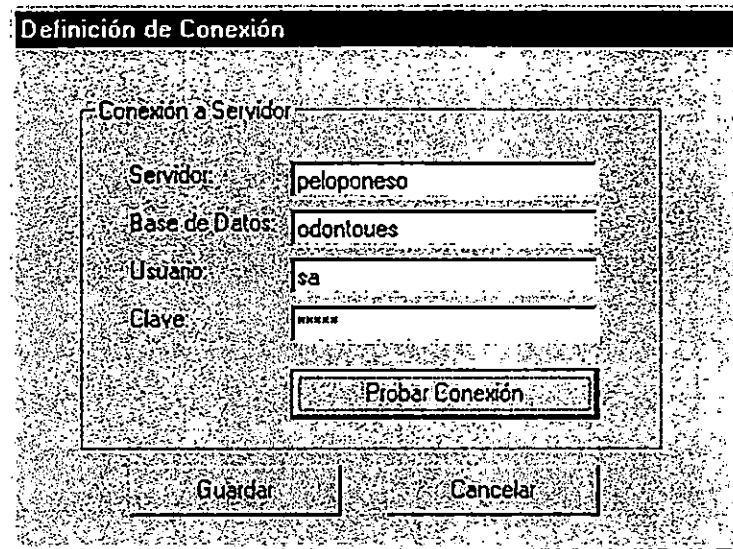 Definición de Conexión
Conexión a Servidor
Servidor: peloponeso
Base de Datos: odontoues
Usuario: sa
Clave: *****
Probar Conexión
Guardar Cancelar